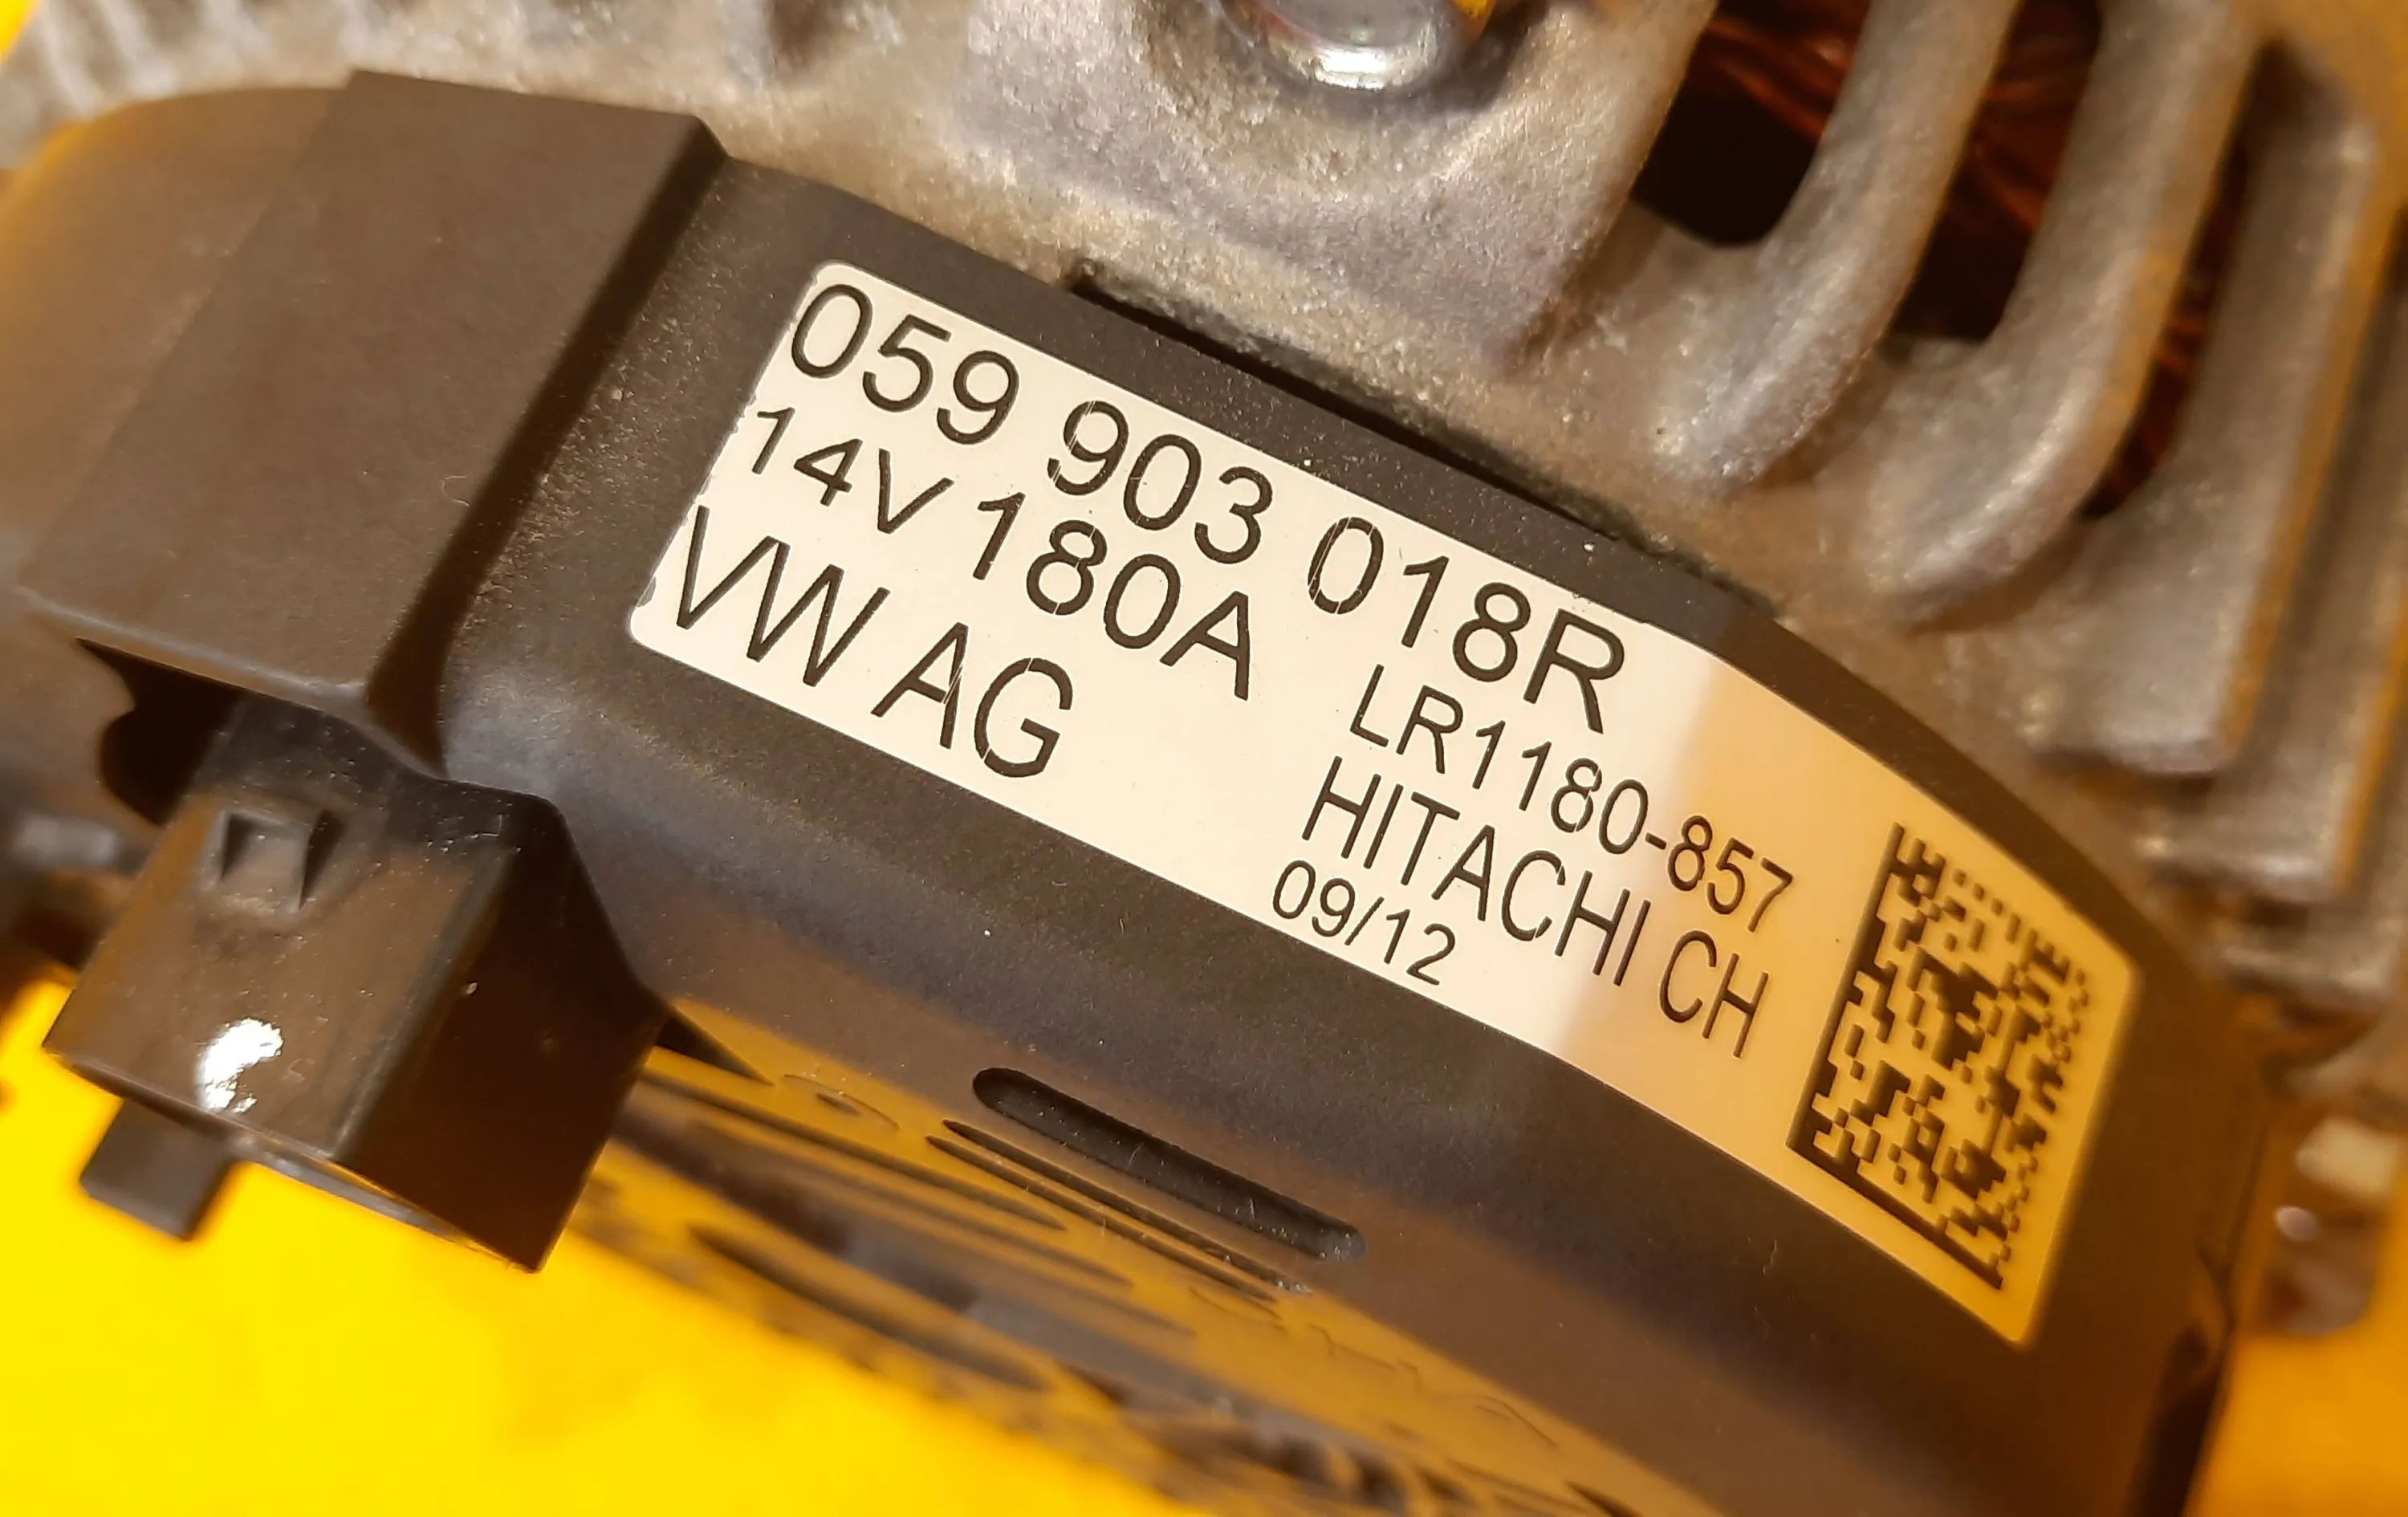 059 903 018R
14V 180A
LR1180-857
VW AG
HITACHI CH
09/12